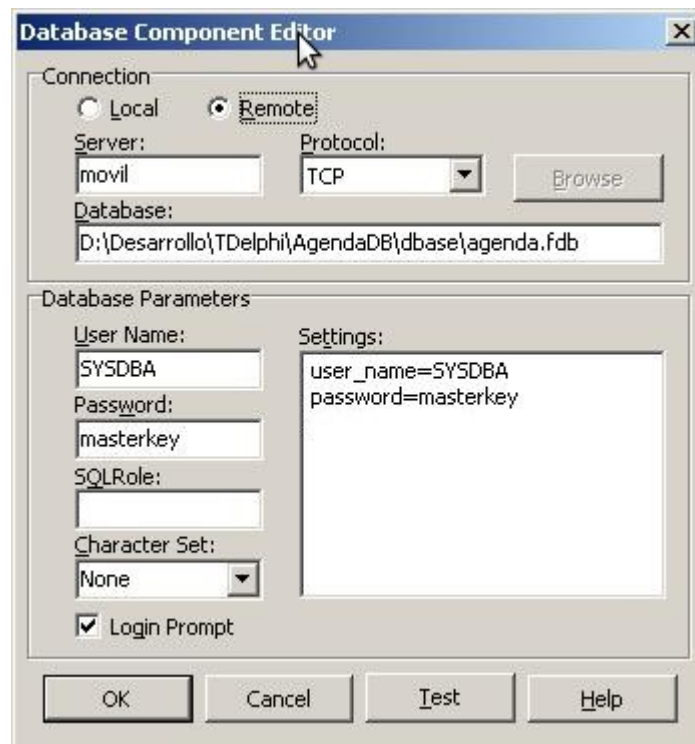 Database Component Editor
Connection
Local
Remote
Server:
Protocol:
movil
TCP
Browse
Database:
D:\Desarrollo\TDelphi\AgendaDB\dbase\agenda.fdb
Database Parameters
User Name:
Settings:
SYSDBA
user_name=SYSDBA
password=masterkey
Password:
masterkey
SQLRole:
Character Set:
None
Login Prompt
OK
Cancel
Test
Help